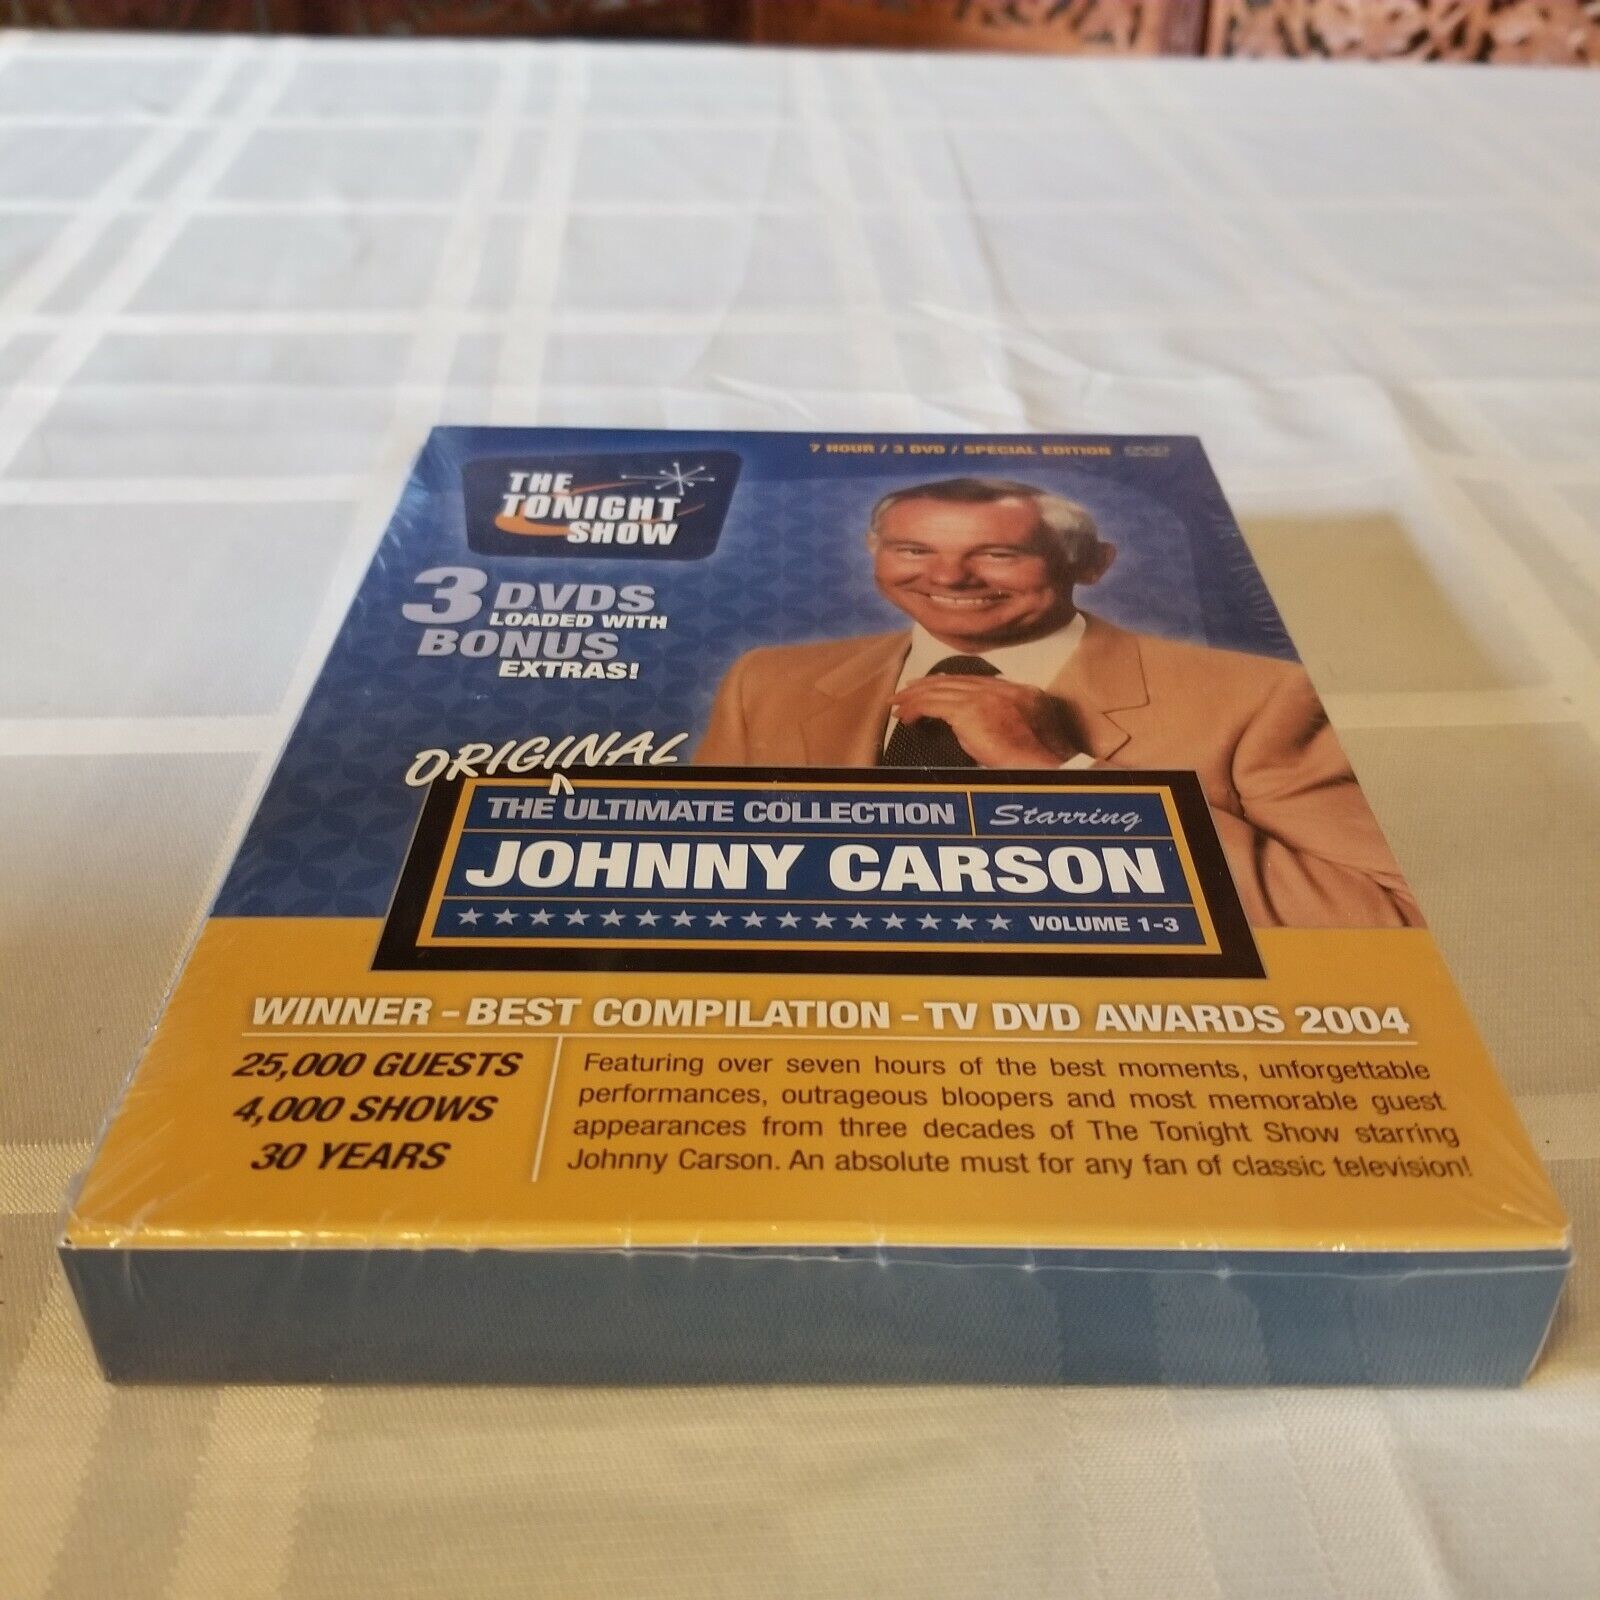 7 HOUR / 3 DVD / SPECIAL EDITION DVD
THE
TONIGHT
SHOW
3 DVDS
LOADED WITH
BONUS
EXTRAS!
ORIGINAL
THE ULTIMATE COLLECTION Starring
JOHNNY CARSON
VOLUME 1-3
WINNER - BEST COMPILATION - TV DVD AWARDS 2004
25,000 GUESTS
4,000 SHOWS
30 YEARS
Featuring over seven hours of the best moments, unforgettable
performances, outrageous bloopers and most memorable guest
appearances from three decades of The Tonight Show starring
Johnny Carson. An absolute must for any fan of classic television!